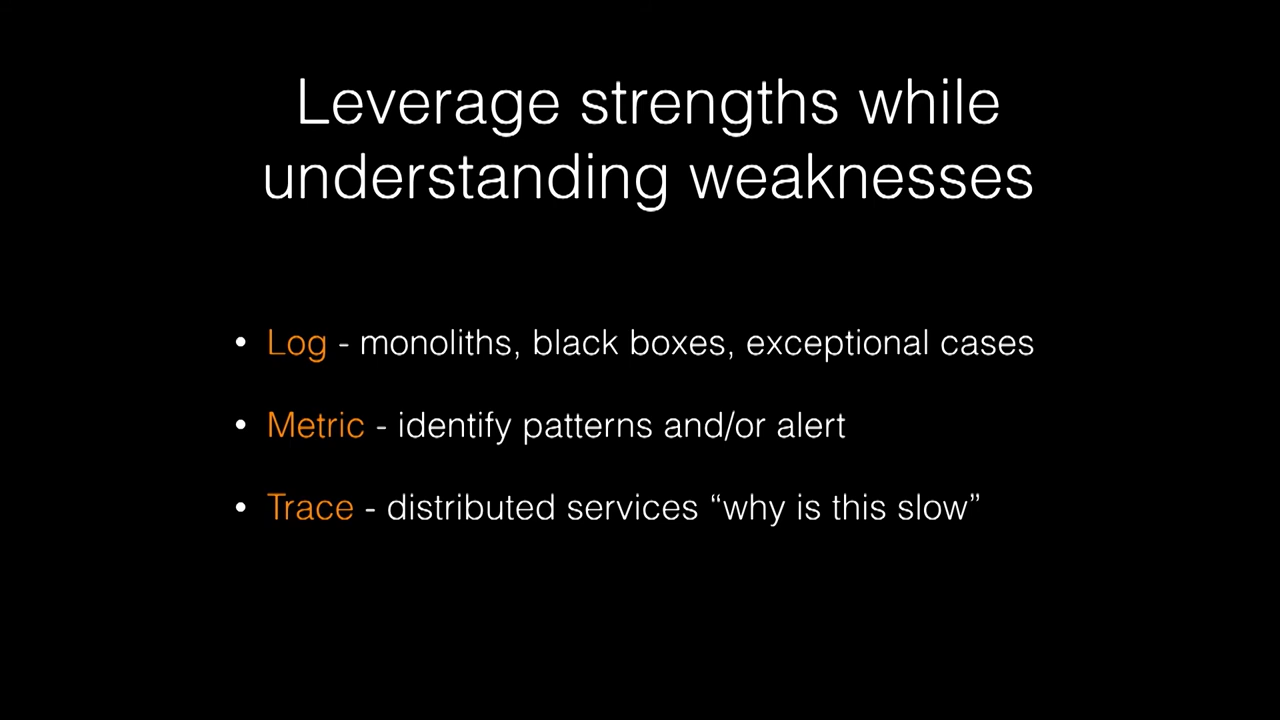 Leverage strengths while
understanding weaknesses
• Log - monoliths, black boxes, exceptional cases
• Metric - identify patterns and/or alert
• Trace - distributed services “why is this slow”